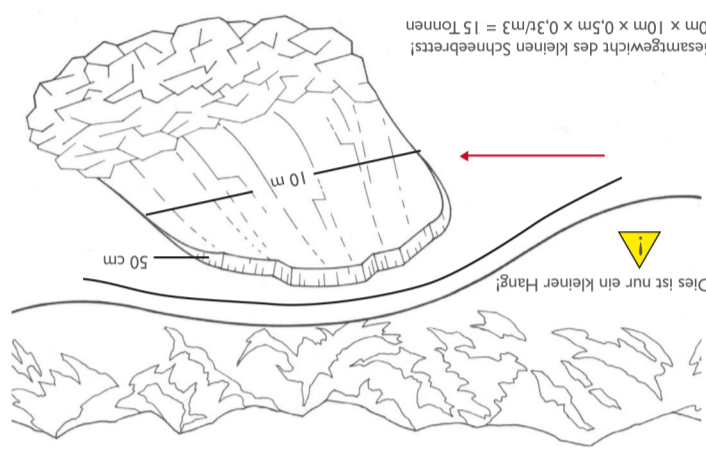 Dies ist nur ein kleiner Hang!
!
50 cm
10 m
Gesamtgewicht des kleinen Schneebretts!
0m x 10m x 0,5m x 0,3t/m3 = 15 Tonnen